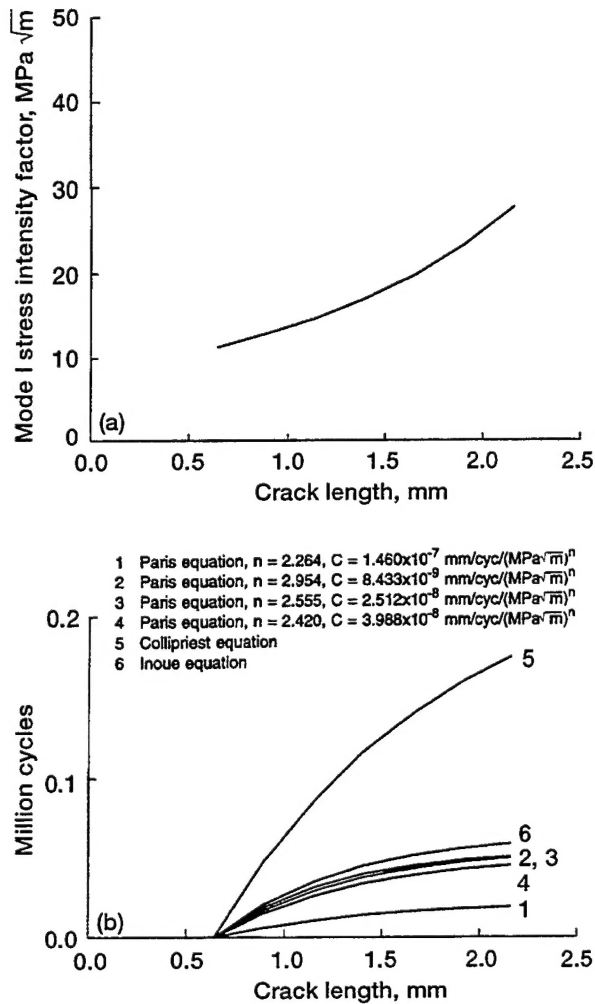 50
40
30
20
10
0
Mode I stress intensity factor, MPa √m
(a)
0.0 0.5 1.0 1.5 2.0 2.5
Crack length, mm
1 Paris equation, n = 2.264, C = 1.460x10⁻⁷ mm/cyc/(MPa√m)ⁿ
2 Paris equation, n = 2.954, C = 8.433x10⁻⁹ mm/cyc/(MPa√m)ⁿ
3 Paris equation, n = 2.555, C = 2.512x10⁻⁸ mm/cyc/(MPa√m)ⁿ
4 Paris equation, n = 2.420, C = 3.988x10⁻⁸ mm/cyc/(MPa√m)ⁿ
5 Collipriest equation
6 Inoue equation
0.2
0.1
0.0
Million cycles
5
6
2, 3
4
1
(b)
0.0 0.5 1.0 1.5 2.0 2.5
Crack length, mm